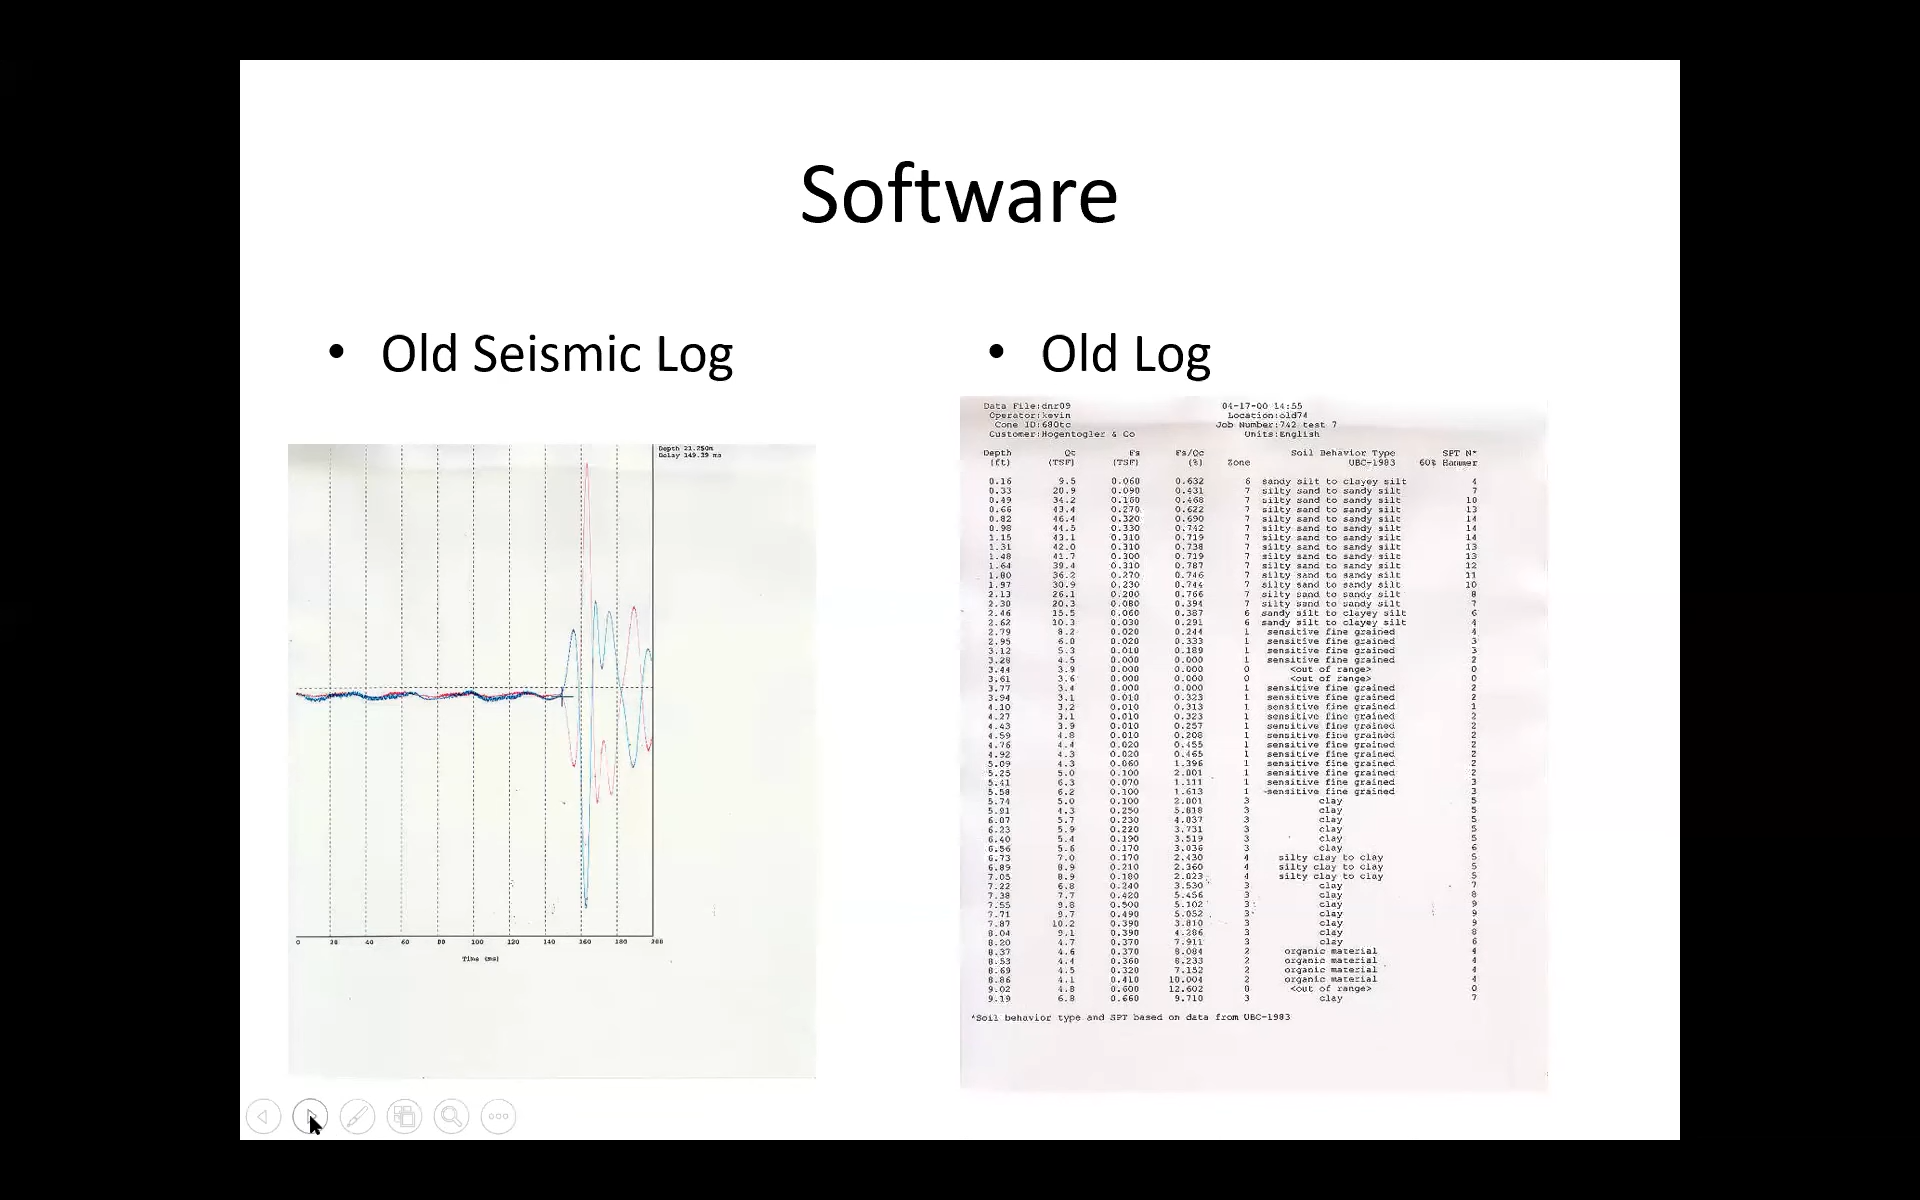 Software
• Old Seismic Log
Depth 21.250m
Delay 149.39 ms
0 20 40 60 80 100 120 140 160 180 200
Time (ms)
• Old Log
Data File:dnr09 04-17-00 14:55
Operator:kevin Location:old74
Cone ID:680tc Job Number:742 test 7
Customer:Hogentogler & Co Units:English
Depth Qc Fs Fs/Qc Soil Behavior Type SPT N*
(ft) (TSF) (TSF) (%) Zone UBC-1983 60% Hammer
0.16 9.5 0.060 0.632 6 sandy silt to clayey silt 4
0.33 20.9 0.090 0.431 7 silty sand to sandy silt 7
0.49 34.2 0.160 0.468 7 silty sand to sandy silt 10
0.66 43.4 0.270 0.622 7 silty sand to sandy silt 13
0.82 46.4 0.320 0.690 7 silty sand to sandy silt 14
0.98 44.5 0.330 0.742 7 silty sand to sandy silt 14
1.15 43.1 0.310 0.719 7 silty sand to sandy silt 14
1.31 42.0 0.310 0.738 7 silty sand to sandy silt 13
1.48 41.7 0.300 0.719 7 silty sand to sandy silt 13
1.64 39.4 0.310 0.787 7 silty sand to sandy silt 12
1.80 36.2 0.270 0.746 7 silty sand to sandy silt 11
1.97 30.9 0.230 0.744 7 silty sand to sandy silt 10
2.13 26.1 0.200 0.766 7 silty sand to sandy silt 8
2.30 20.3 0.080 0.394 7 silty sand to sandy silt 7
2.46 15.5 0.060 0.387 6 sandy silt to clayey silt 6
2.62 10.3 0.030 0.291 6 sandy silt to clayey silt 4
2.79 8.2 0.020 0.244 1 sensitive fine grained 4
2.95 6.0 0.020 0.333 1 sensitive fine grained 3
3.12 5.3 0.010 0.189 1 sensitive fine grained 3
3.28 4.5 0.000 0.000 1 sensitive fine grained 2
3.44 3.9 0.000 0.000 0 <out of range> 0
3.61 3.6 0.000 0.000 0 <out of range> 0
3.77 3.4 0.000 0.000 1 sensitive fine grained 2
3.94 3.1 0.010 0.323 1 sensitive fine grained 2
4.10 3.2 0.010 0.313 1 sensitive fine grained 1
4.27 3.1 0.010 0.323 1 sensitive fine grained 2
4.43 3.9 0.010 0.257 1 sensitive fine grained 2
4.59 4.8 0.010 0.208 1 sensitive fine grained 2
4.76 4.4 0.020 0.455 1 sensitive fine grained 2
4.92 4.3 0.020 0.465 1 sensitive fine grained 2
5.09 4.3 0.060 1.396 1 sensitive fine grained 2
5.25 5.0 0.100 2.001 1 sensitive fine grained 2
5.41 6.3 0.070 1.111 1 sensitive fine grained 3
5.58 6.2 0.100 1.613 1 sensitive fine grained 3
5.74 5.0 0.100 2.001 3 clay 5
5.91 4.3 0.250 5.818 3 clay 5
6.07 5.7 0.230 4.037 3 clay 5
6.23 5.9 0.220 3.731 3 clay 5
6.40 5.4 0.190 3.519 3 clay 5
6.56 5.6 0.170 3.036 3 clay 6
6.73 7.0 0.170 2.430 4 silty clay to clay 5
6.89 8.9 0.210 2.360 4 silty clay to clay 5
7.05 8.9 0.180 2.023 4 silty clay to clay 5
7.22 6.8 0.240 3.530 3 clay 7
7.38 7.7 0.420 5.456 3 clay 8
7.55 9.8 0.500 5.102 3 clay 9
7.71 9.7 0.490 5.052 3 clay 9
7.87 10.2 0.390 3.810 3 clay 9
8.04 9.1 0.390 4.286 3 clay 8
8.20 4.7 0.370 7.911 3 clay 6
8.37 4.6 0.370 8.084 2 organic material 4
8.53 4.4 0.360 8.233 2 organic material 4
8.69 4.5 0.320 7.152 2 organic material 4
8.86 4.1 0.410 10.004 2 organic material 4
9.02 4.8 0.600 12.602 0 <out of range> 0
9.19 6.8 0.660 9.710 3 clay 7
*Soil behavior type and SPT based on data from UBC-1983